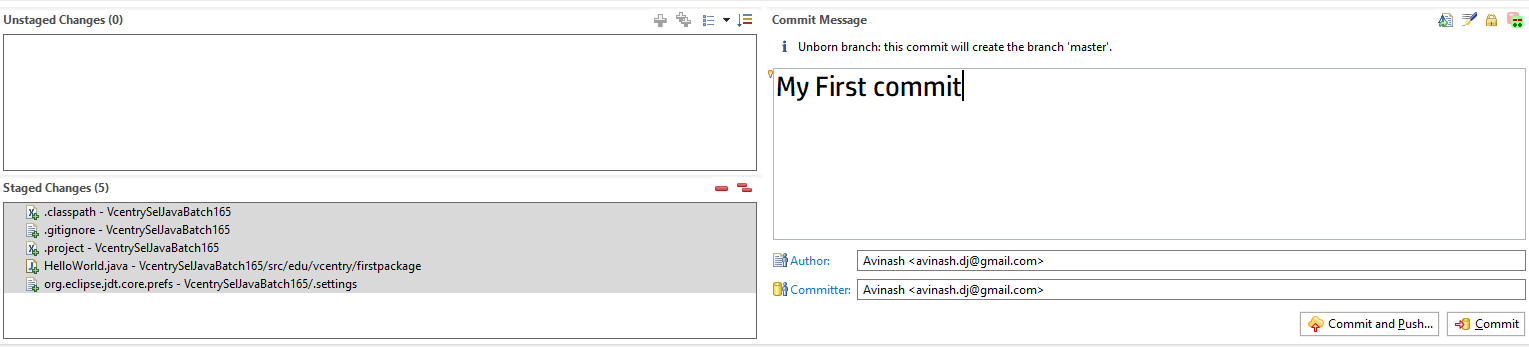 Unstaged Changes (0)
Staged Changes (5)
.classpath - VcentrySelJavaBatch165
.gitignore - VcentrySelJavaBatch165
.project - VcentrySelJavaBatch165
HelloWorld.java - VcentrySelJavaBatch165/src/edu/vcentry/firstpackage
org.eclipse.jdt.core.prefs - VcentrySelJavaBatch165/.settings
Commit Message
Unborn branch: this commit will create the branch 'master'.
My First commit
Author: Avinash <avinash.dj@gmail.com>
Committer: Avinash <avinash.dj@gmail.com>
Commit and Push... Commit